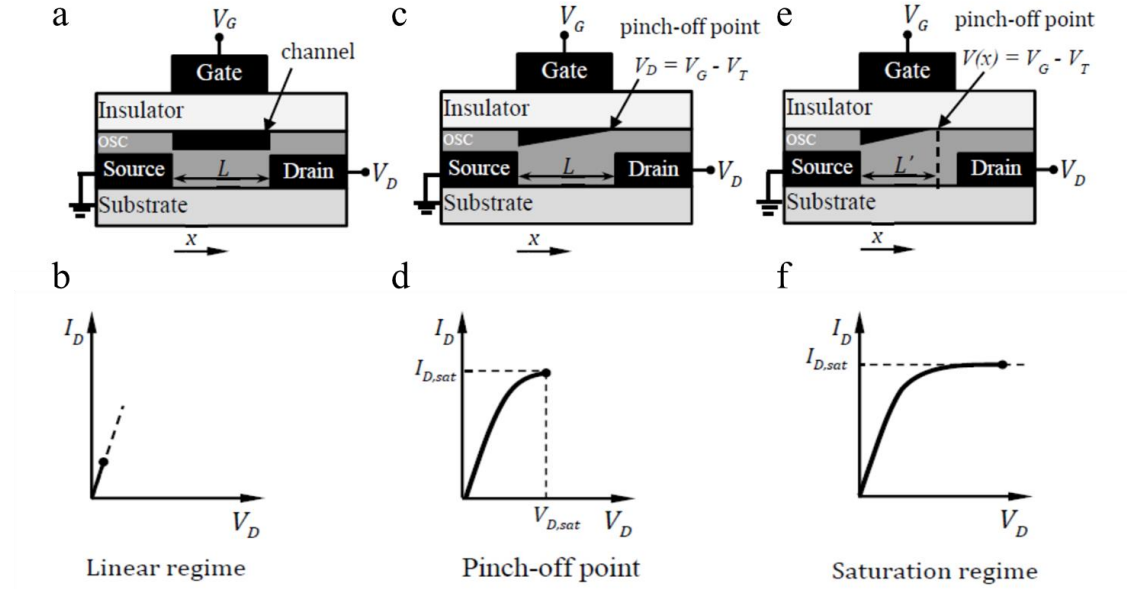 a
V_G
channel
Gate
Insulator
OSC
Source
L
Drain
V_D
Substrate
x
c
V_G
pinch-off point
V_D = V_G - V_T
Gate
Insulator
OSC
Source
L
Drain
V_D
Substrate
x
e
V_G
pinch-off point
V(x) = V_G - V_T
Gate
Insulator
OSC
Source
L′
Drain
V_D
Substrate
x
b
I_D
V_D
Linear regime
d
I_D
I_D,sat
V_D,sat
V_D
Pinch-off point
f
I_D
I_D,sat
V_D
Saturation regime